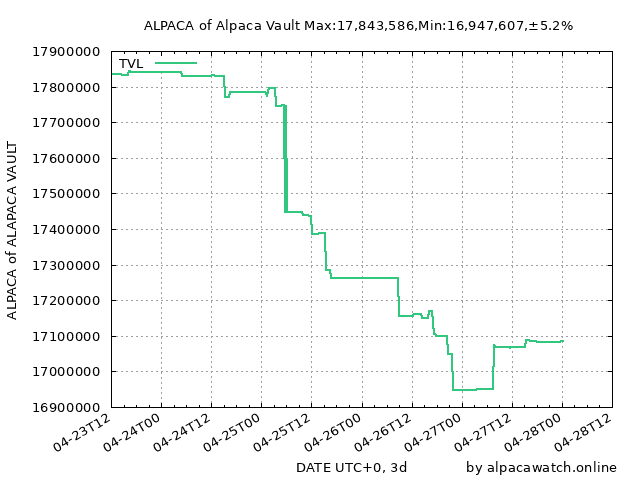 ALPACA of Alpaca Vault Max:17,843,586,Min:16,947,607,±5.2%
17900000
TVL
17800000
17700000
17600000
17500000
17400000
17300000
17200000
17100000
17000000
16900000
ALPACA of ALAPACA VAULT
04-23T12
04-24T00
04-24T12
04-25T00
04-25T12
04-26T00
04-26T12
04-27T00
04-27T12
04-28T00
04-28T12
DATE UTC+0, 3d
by alpacawatch.online